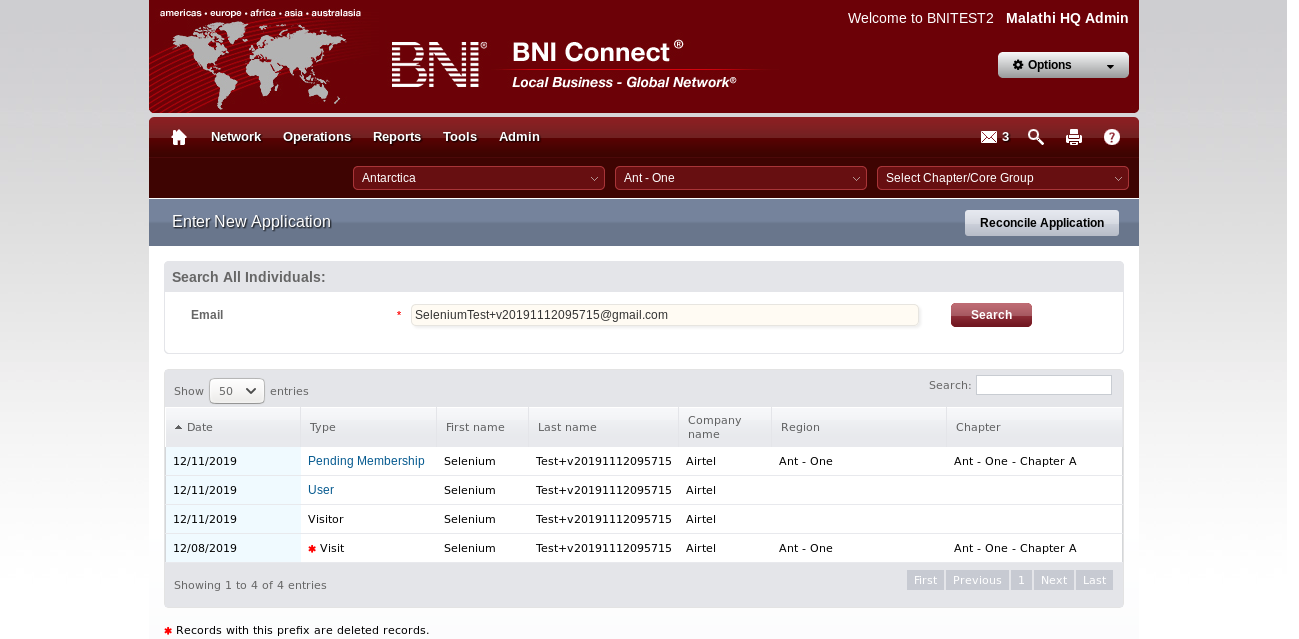 americas • europe • africa • asia • australasia
Welcome to BNITEST2 Malathi HQ Admin
BNI® BNI Connect®
Local Business - Global Network®
Options
Network Operations Reports Tools Admin 3 ?
Antarctica Ant - One Select Chapter/Core Group
Enter New Application Reconcile Application
Search All Individuals:
Email * SeleniumTest+v20191112095715@gmail.com Search
Show 50 entries Search:
Date Type First name Last name Company name Region Chapter
12/11/2019 Pending Membership Selenium Test+v20191112095715 Airtel Ant - One Ant - One - Chapter A
12/11/2019 User Selenium Test+v20191112095715 Airtel
12/11/2019 Visitor Selenium Test+v20191112095715 Airtel
12/08/2019 ✱ Visit Selenium Test+v20191112095715 Airtel Ant - One Ant - One - Chapter A
Showing 1 to 4 of 4 entries First Previous 1 Next Last
✱ Records with this prefix are deleted records.